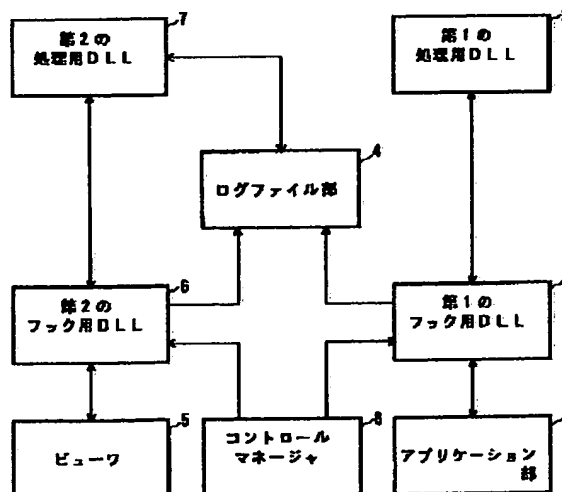 7
第2の
処理用DLL
第1の
処理用DLL
4
ログファイル部
6
第2の
フック用DLL
第1の
フック用DLL
5
ビューワ
8
コントロール
マネージャ
アプリケーション
部